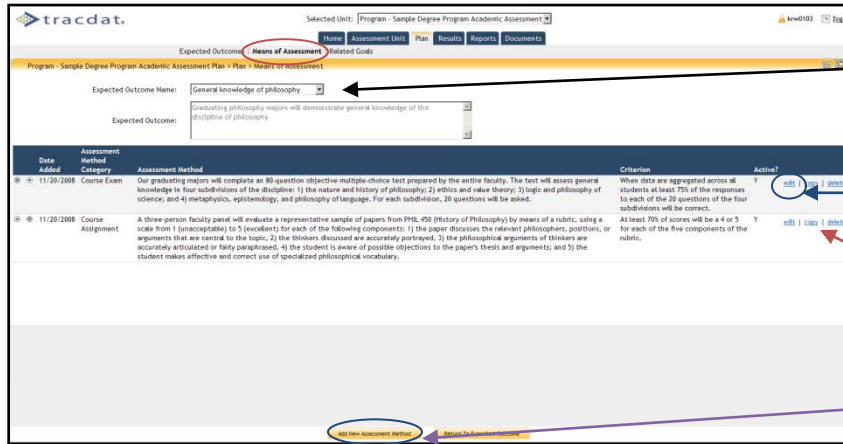 tracdat.
Selected Unit: Program - Sample Degree Program Academic Assessment
krw0103
Home Assessment Unit Plan Results Reports Documents
Expected Outcome | Means of Assessment | Related Goals
Program - Sample Degree Program Academic Assessment Plan > Plan > Means of Assessment
Expected Outcome Name: General knowledge of philosophy
Expected Outcome: Graduating philosophy majors will demonstrate general knowledge of the
discipline of philosophy
Date Added Assessment Method Category Assessment Method Criterion Active?
11/20/2008 Course Exam Our graduating majors will complete an 80-question objective multiple-choice test prepared by the entire faculty. The test will assess general
knowledge in four subdivisions of the discipline: 1) the nature and history of philosophy; 2) ethics and value theory; 3) logic and philosophy of
science; and 4) metaphysics, epistemology, and philosophy of language. For each subdivision, 20 questions will be asked.
When data are aggregated across all
students at least 75% of the responses
to each of the 20 questions of the four
subdivisions will be correct.
Y edit | copy | delete
11/20/2008 Course Assignment A three-person faculty panel will evaluate a representative sample of papers from PHIL 450 (History of Philosophy) by means of a rubric, using a
scale from 1 (unacceptable) to 5 (excellent) for each of the following components: 1) the paper discusses the relevant philosophers, positions, or
arguments that are central to the topic, 2) the thinkers discussed are accurately portrayed, 3) the philosophical arguments of thinkers are
accurately articulated or fairly paraphrased, 4) the student is aware of possible objections to the paper's thesis and arguments; and 5) the
student makes effective and correct use of specialized philosophical vocabulary.
At least 70% of scores will be a 4 or 5
for each of the five components of the
rubric.
Y edit | copy | delete
Add New Assessment Method Return To Expected Outcome